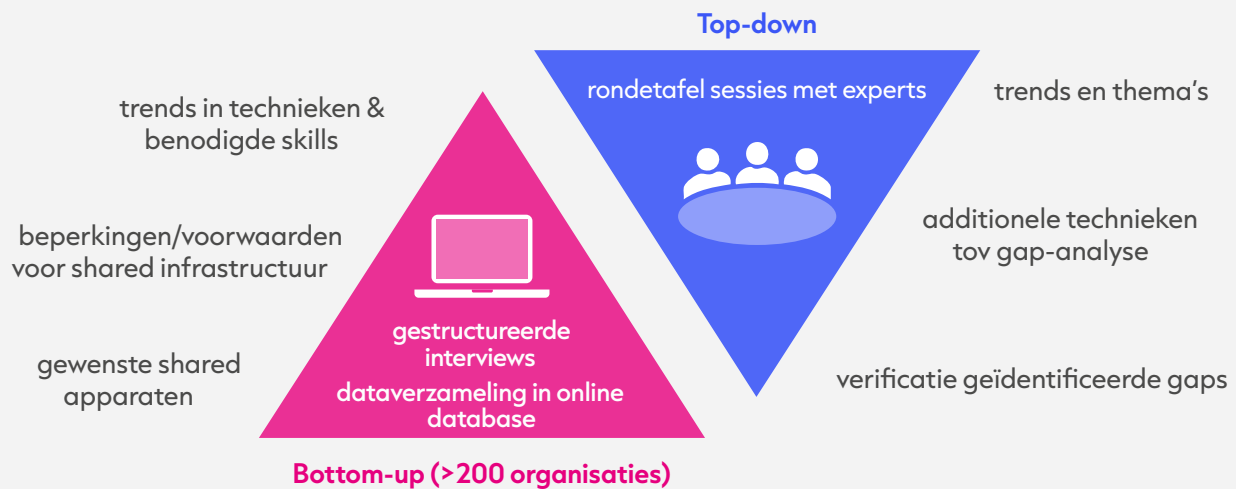 Top-down
rondetafel sessies met experts
trends en thema's
additionele technieken
tov gap-analyse
verificatie geïdentificeerde gaps
trends in technieken &
benodigde skills
beperkingen/voorwaarden
voor shared infrastructuur
gewenste shared
apparaten
gestructureerde
interviews
dataverzameling in online
database
Bottom-up (>200 organisaties)